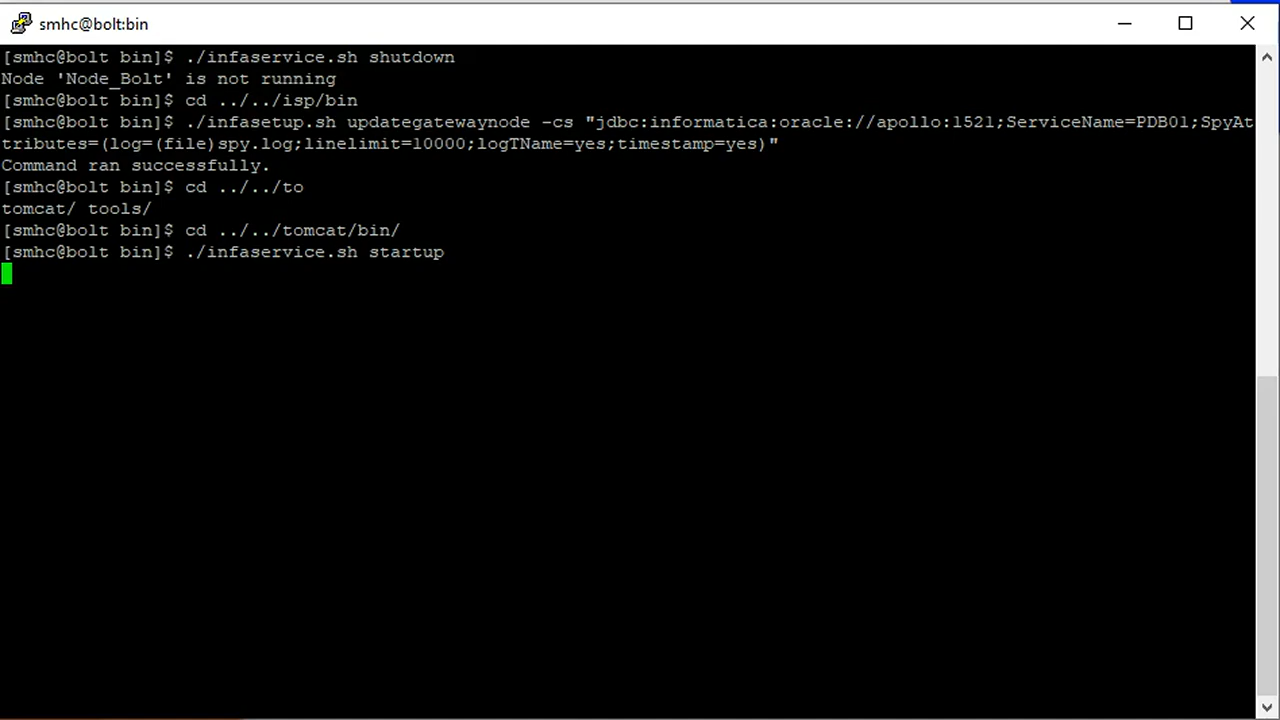 smhc@bolt:bin
[smhc@bolt bin]$ ./infaservice.sh shutdown
Node 'Node_Bolt' is not running
[smhc@bolt bin]$ cd ../../isp/bin
[smhc@bolt bin]$ ./infasetup.sh updategatewaynode -cs "jdbc:informatica:oracle://apollo:1521;ServiceName=PDB01;SpyAt
tributes=(log=(file)spy.log;linelimit=10000;logTName=yes;timestamp=yes)"
Command ran successfully.
[smhc@bolt bin]$ cd ../../to
tomcat/ tools/
[smhc@bolt bin]$ cd ../../tomcat/bin/
[smhc@bolt bin]$ ./infaservice.sh startup